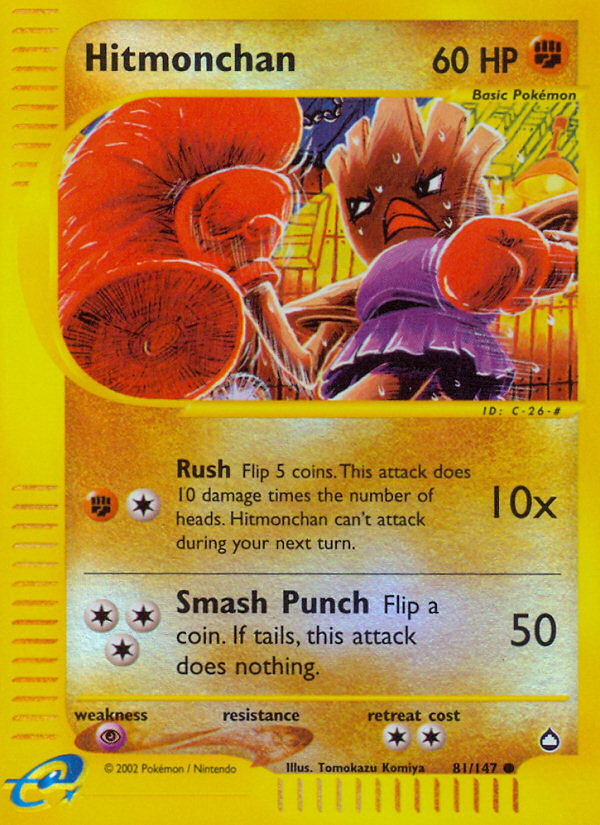 Hitmonchan 60 HP
Basic Pokémon
ID: C-26-#
Rush Flip 5 coins. This attack does
10 damage times the number of
heads. Hitmonchan can't attack
during your next turn.
10x
Smash Punch Flip a
coin. If tails, this attack
does nothing.
50
weakness resistance retreat cost
© 2002 Pokémon / Nintendo Illus. Tomokazu Komiya 81/147
e